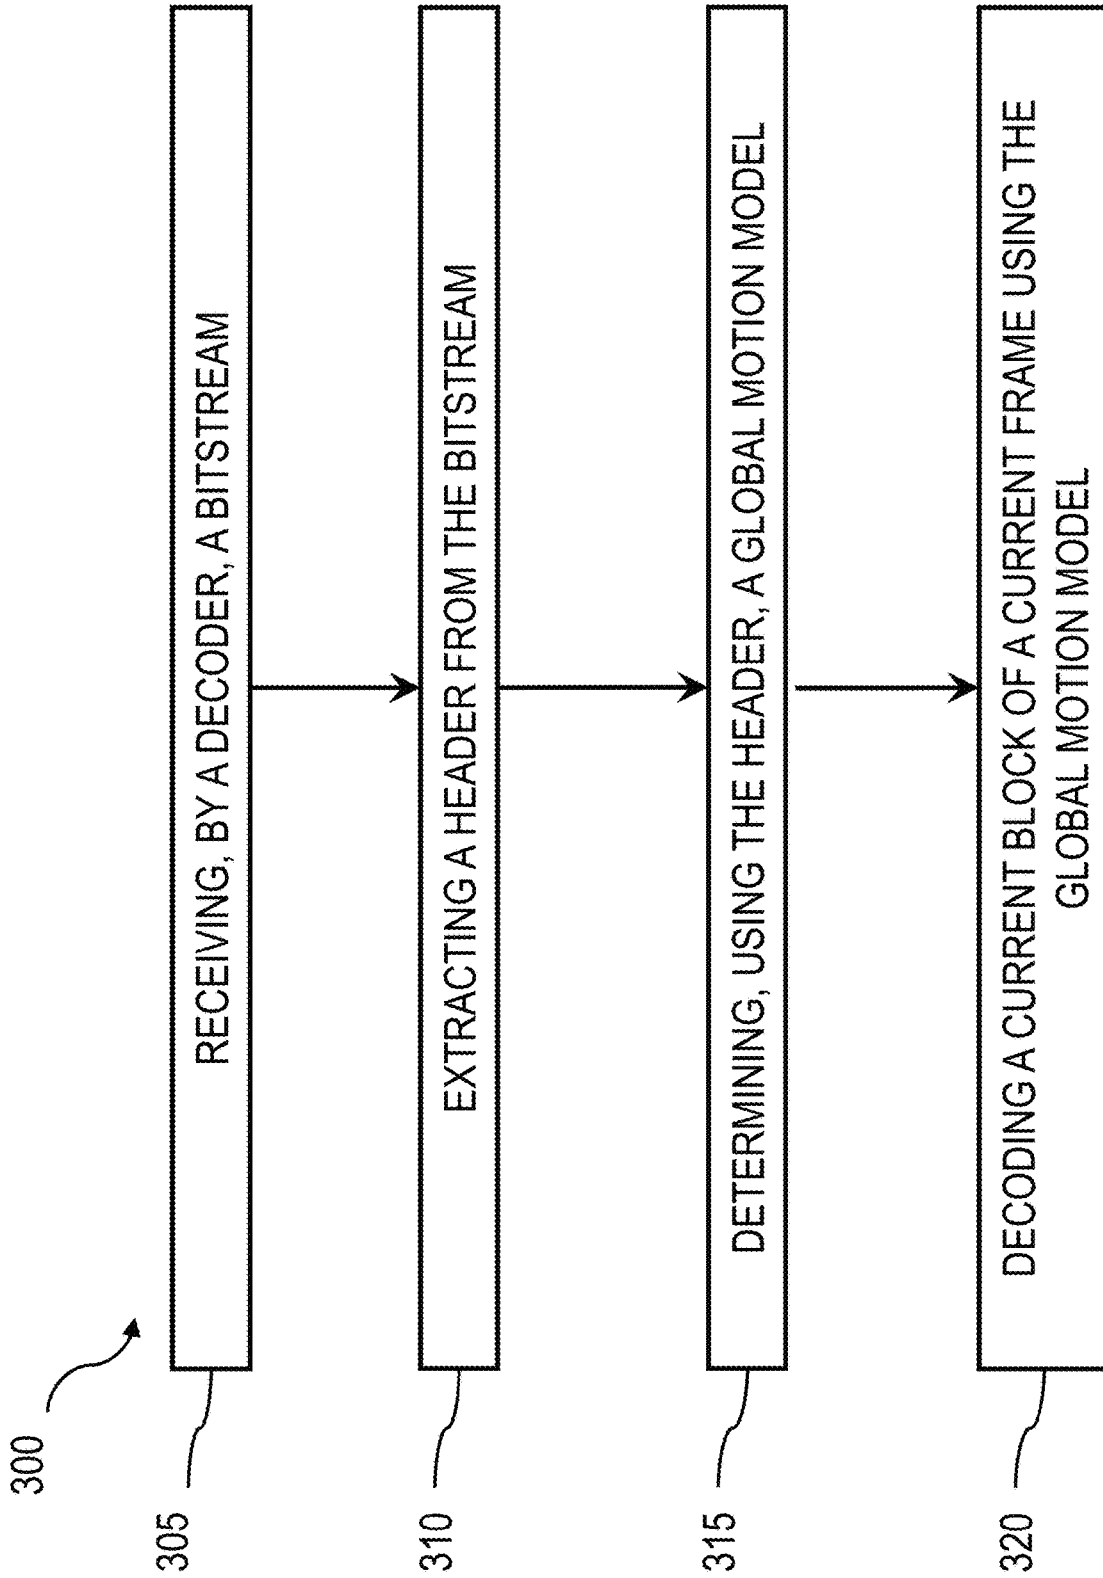 300
305
RECEIVING, BY A DECODER, A BITSTREAM
310
EXTRACTING A HEADER FROM THE BITSTREAM
315
DETERMINING, USING THE HEADER, A GLOBAL MOTION MODEL
320
DECODING A CURRENT BLOCK OF A CURRENT FRAME USING THE
GLOBAL MOTION MODEL